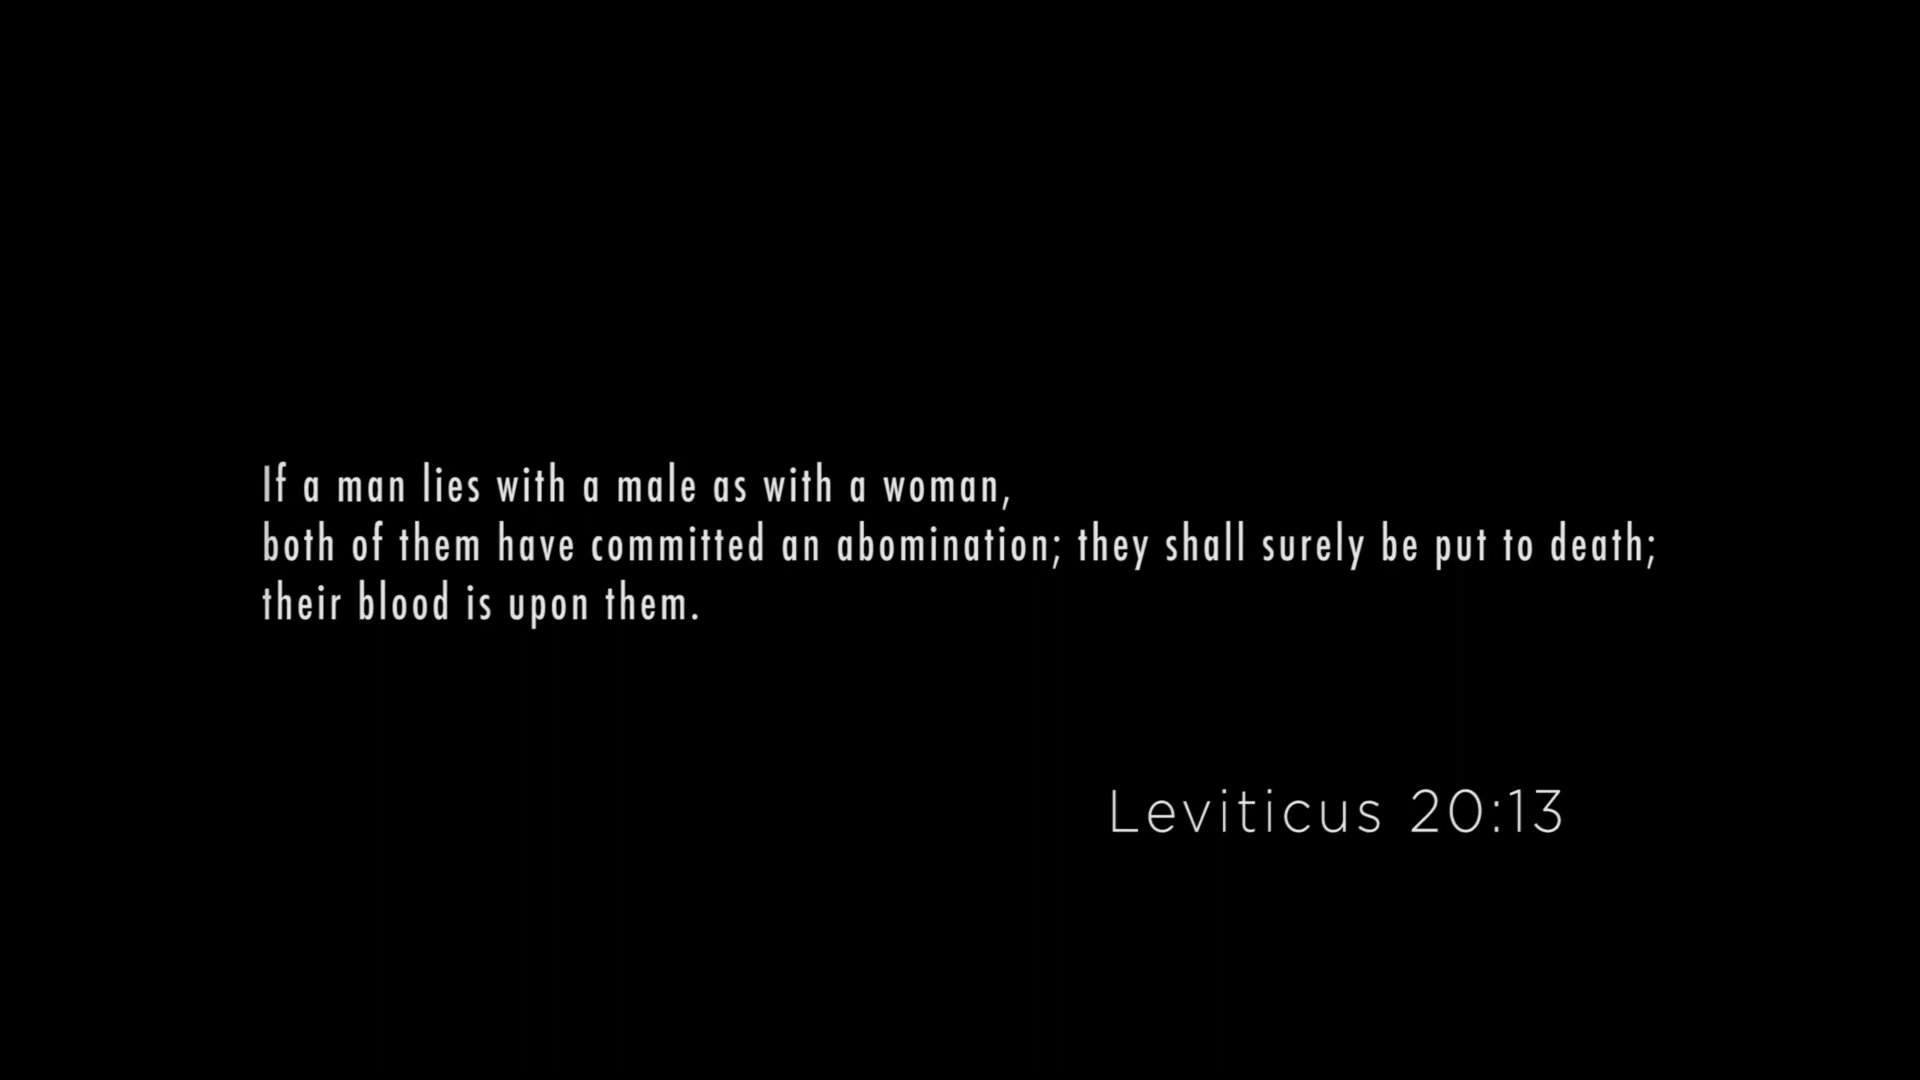 If a man lies with a male as with a woman,
both of them have committed an abomination; they shall surely be put to death;
their blood is upon them.
Leviticus 20:13